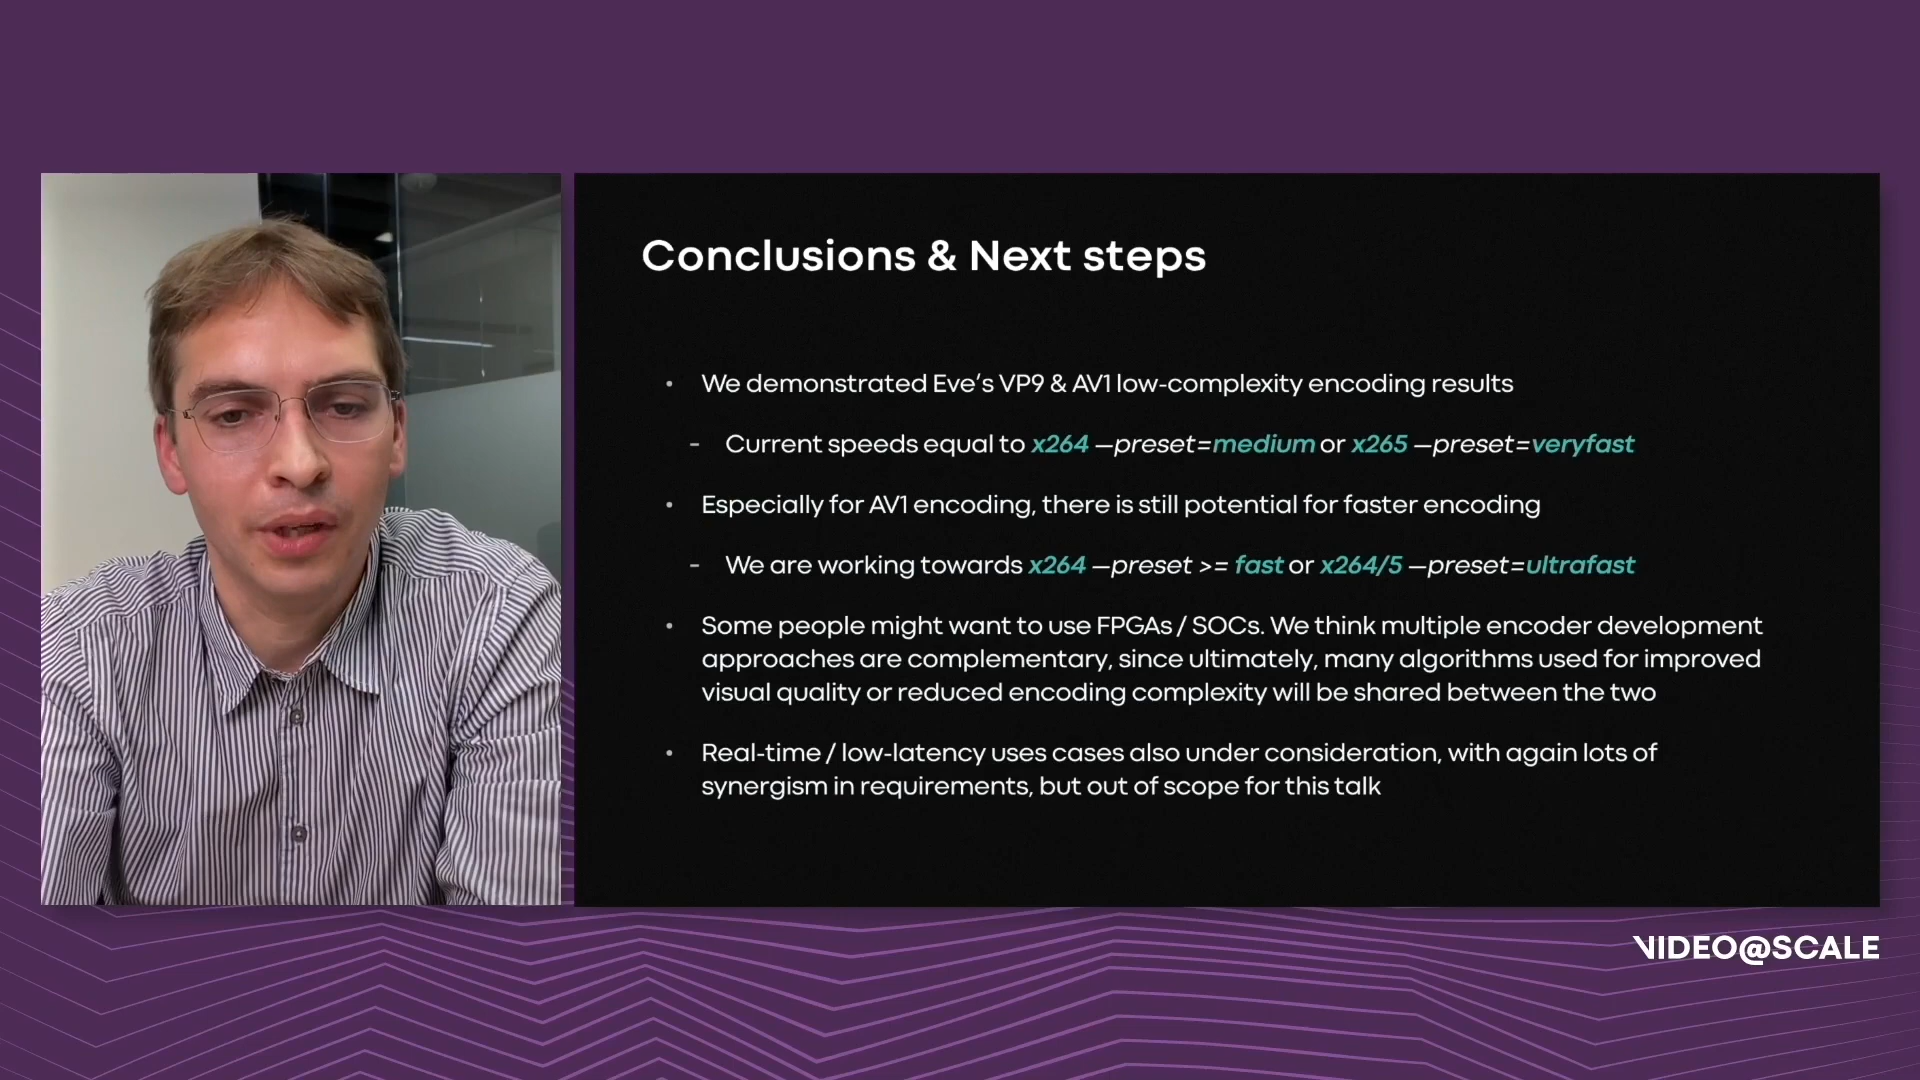 Conclusions & Next steps
• We demonstrated Eve’s VP9 & AV1 low-complexity encoding results
- Current speeds equal to x264 —preset=medium or x265 —preset=veryfast
• Especially for AV1 encoding, there is still potential for faster encoding
- We are working towards x264 —preset >= fast or x264/5 —preset=ultrafast
• Some people might want to use FPGAs / SOCs. We think multiple encoder development
approaches are complementary, since ultimately, many algorithms used for improved
visual quality or reduced encoding complexity will be shared between the two
• Real-time / low-latency uses cases also under consideration, with again lots of
synergism in requirements, but out of scope for this talk
VIDEO@SCALE